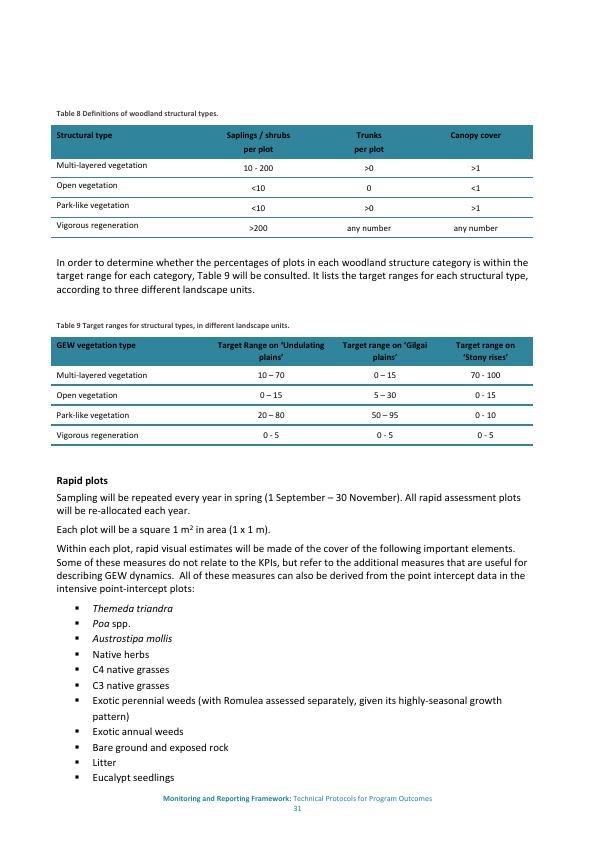 Table 8 Definitions of woodland structural types.
Structural type Saplings / shrubs per plot Trunks per plot Canopy cover
Multi-layered vegetation 10 - 200 >0 >1
Open vegetation <10 0 <1
Park-like vegetation <10 >0 >1
Vigorous regeneration >200 any number any number
In order to determine whether the percentages of plots in each woodland structure category is within the
target range for each category, Table 9 will be consulted. It lists the target ranges for each structural type,
according to three different landscape units.
Table 9 Target ranges for structural types, in different landscape units.
GEW vegetation type Target Range on ‘Undulating plains’ Target range on ‘Gilgai plains’ Target range on ‘Stony rises’
Multi-layered vegetation 10 – 70 0 – 15 70 - 100
Open vegetation 0 – 15 5 – 30 0 - 15
Park-like vegetation 20 – 80 50 – 95 0 - 10
Vigorous regeneration 0 - 5 0 - 5 0 - 5
Rapid plots
Sampling will be repeated every year in spring (1 September – 30 November). All rapid assessment plots
will be re-allocated each year.
Each plot will be a square 1 m² in area (1 x 1 m).
Within each plot, rapid visual estimates will be made of the cover of the following important elements.
Some of these measures do not relate to the KPIs, but refer to the additional measures that are useful for
describing GEW dynamics. All of these measures can also be derived from the point intercept data in the
intensive point-intercept plots:
▪ Themeda triandra
▪ Poa spp.
▪ Austrostipa mollis
▪ Native herbs
▪ C4 native grasses
▪ C3 native grasses
▪ Exotic perennial weeds (with Romulea assessed separately, given its highly-seasonal growth
pattern)
▪ Exotic annual weeds
▪ Bare ground and exposed rock
▪ Litter
▪ Eucalypt seedlings
Monitoring and Reporting Framework: Technical Protocols for Program Outcomes
31